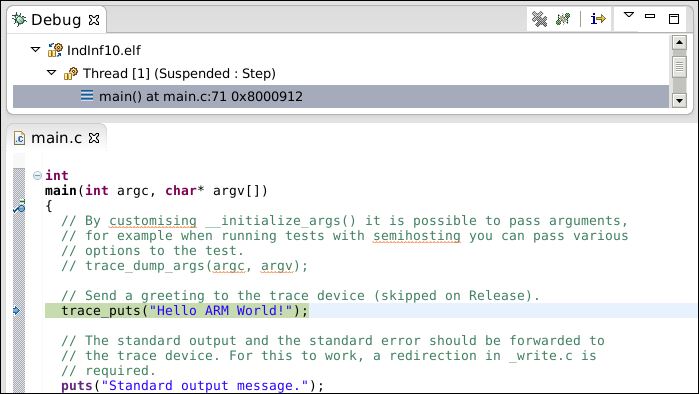 Debug
IndInf10.elf
Thread [1] (Suspended : Step)
main() at main.c:71 0x8000912
main.c
int
main(int argc, char* argv[])
{
// By customising __initialize_args() it is possible to pass arguments,
// for example when running tests with semihosting you can pass various
// options to the test.
// trace_dump_args(argc, argv);
// Send a greeting to the trace device (skipped on Release).
trace_puts("Hello ARM World!");
// The standard output and the standard error should be forwarded to
// the trace device. For this to work, a redirection in _write.c is
// required.
puts("Standard output message.");